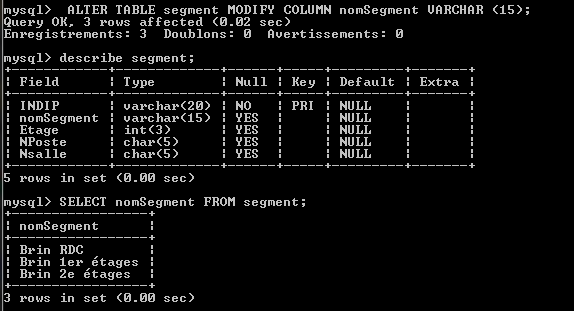 mysql>  ALTER TABLE segment MODIFY COLUMN nomSegment VARCHAR (15);
Query OK, 3 rows affected (0.02 sec)
Enregistrements: 3  Doublons: 0  Avertissements: 0

mysql> describe segment;
+------------+-------------+------+-----+---------+-------+
| Field      | Type        | Null | Key | Default | Extra |
+------------+-------------+------+-----+---------+-------+
| INDIP      | varchar(20) | NO   | PRI | NULL    |       |
| nomSegment | varchar(15) | YES  |     | NULL    |       |
| Etage      | int(3)      | YES  |     | NULL    |       |
| NPoste     | char(5)     | YES  |     | NULL    |       |
| Nsalle     | char(5)     | YES  |     | NULL    |       |
+------------+-------------+------+-----+---------+-------+
5 rows in set (0.00 sec)

mysql> SELECT nomSegment FROM segment;
+-----------------+
| nomSegment      |
+-----------------+
| Brin RDC        |
| Brin 1er étages |
| Brin 2e étages  |
+-----------------+
3 rows in set (0.00 sec)